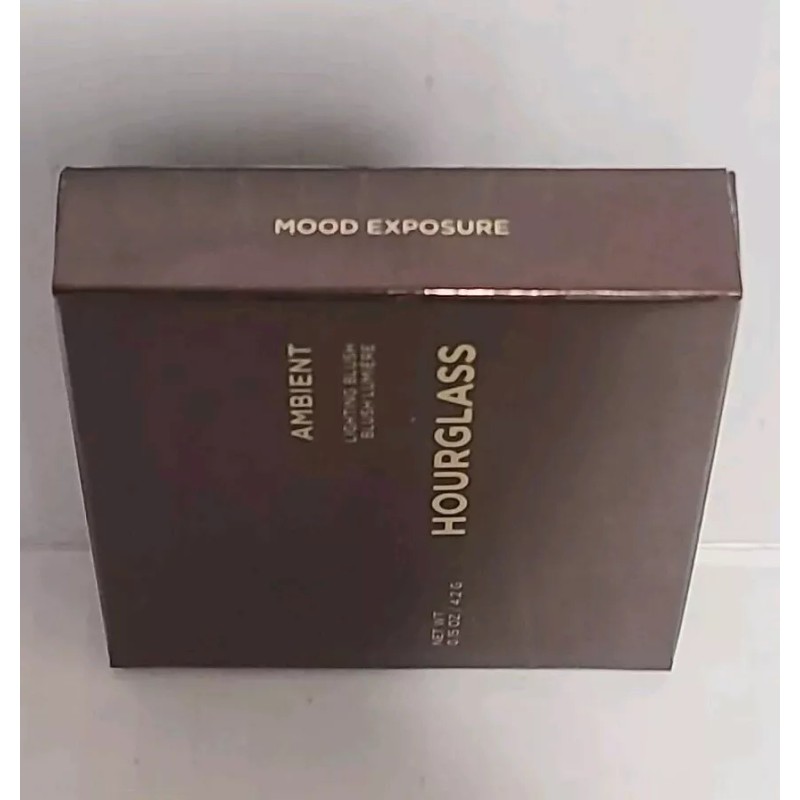 MOOD EXPOSURE
AMBIENT
LIGHTING BLUSH
BLUSH LUMIÈRE
HOURGLASS
NET WT
0.15 OZ / 4.2 G